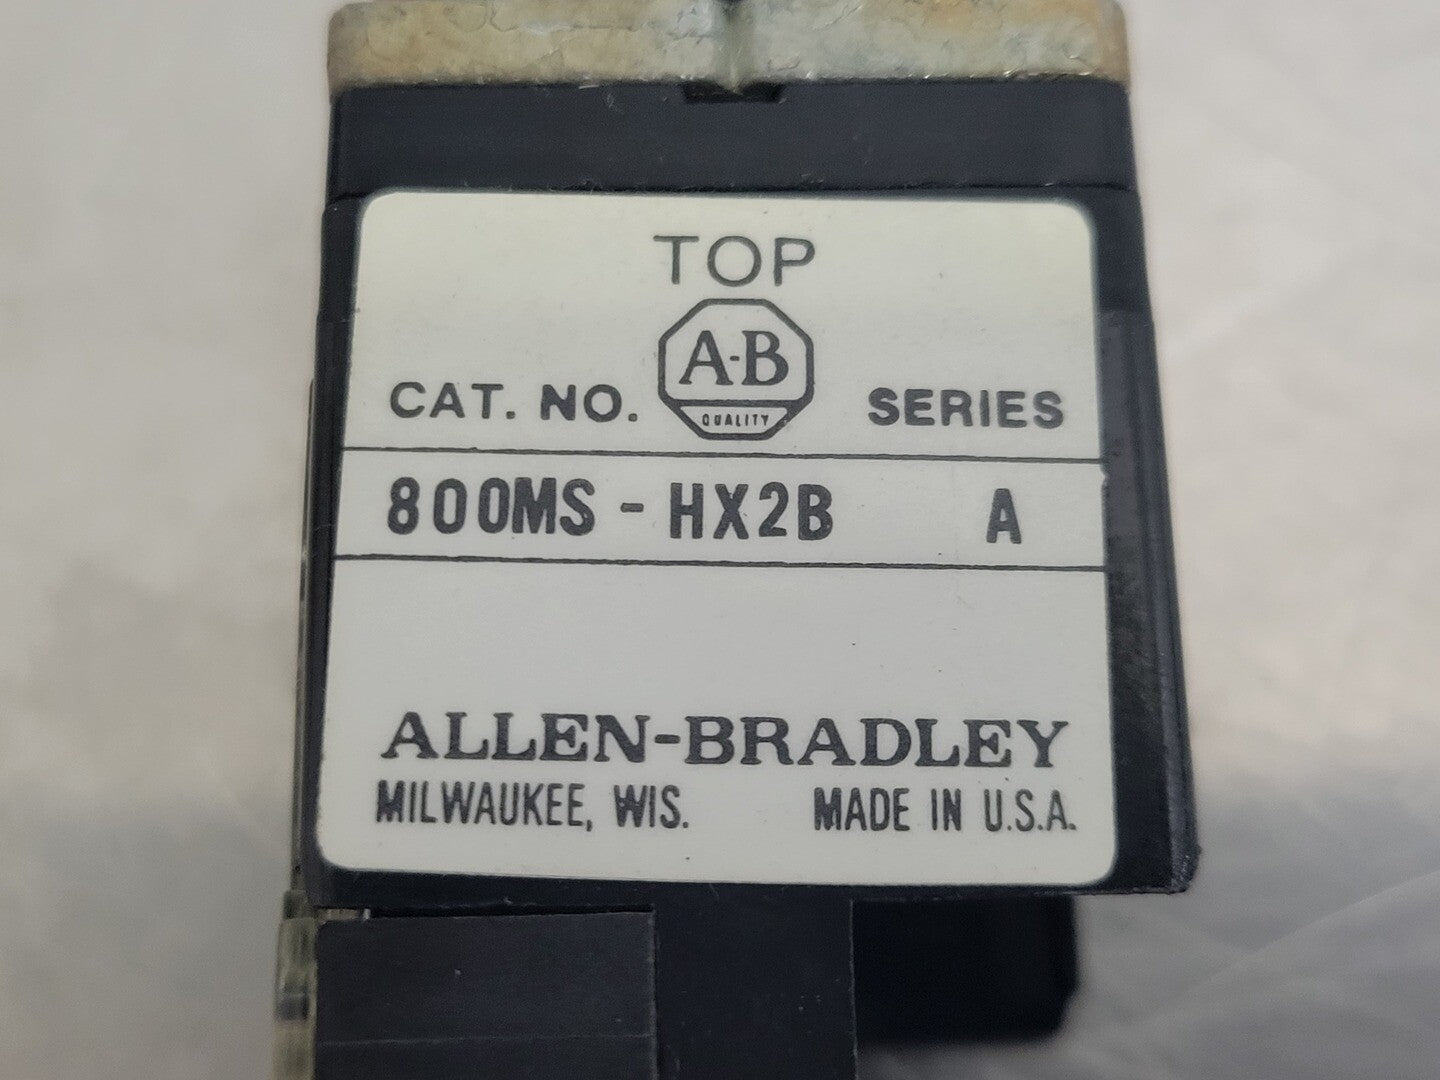 TOP
A-B
QUALITY
CAT. NO. SERIES
800MS - HX2B A
ALLEN-BRADLEY
MILWAUKEE, WIS. MADE IN U.S.A.